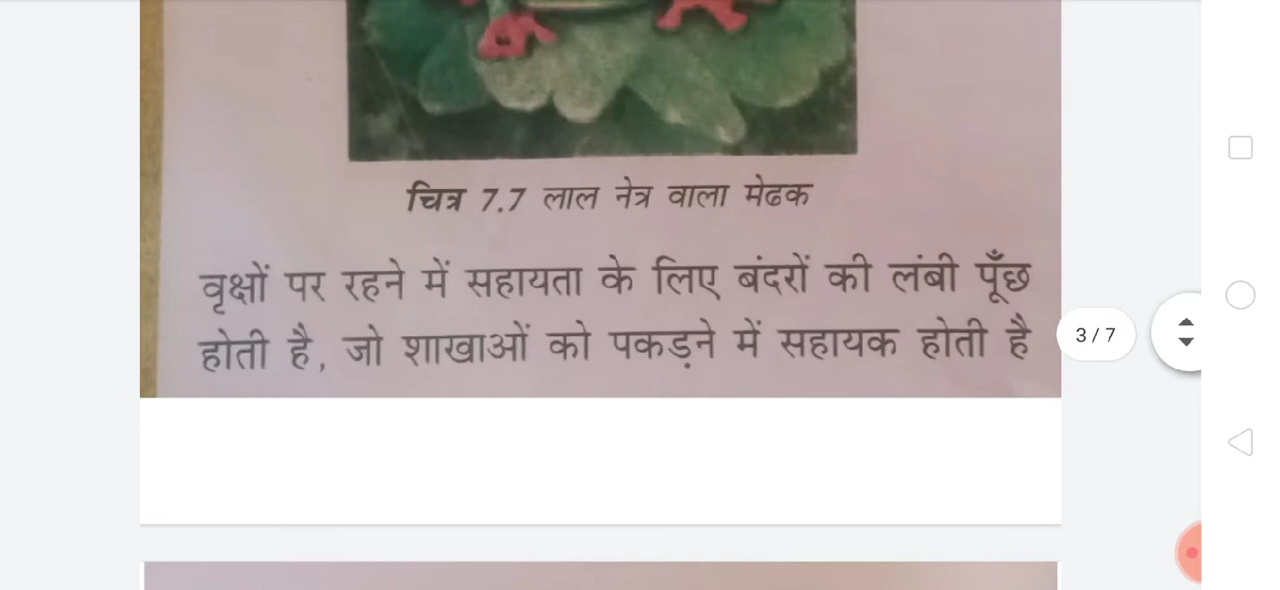 चित्र 7.7 लाल नेत्र वाला मेढक
वृक्षों पर रहने में सहायता के लिए बंदरों की लंबी पूँछ
होती है, जो शाखाओं को पकड़ने में सहायक होती है
3 / 7